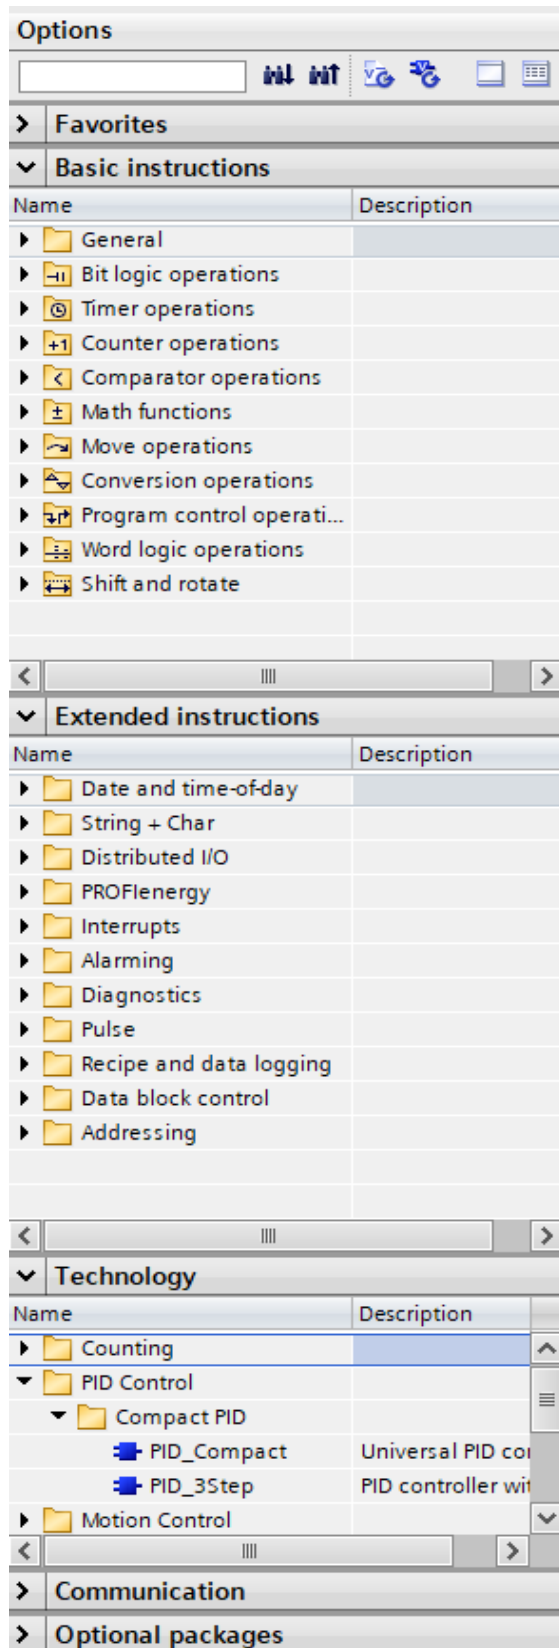 Options
Favorites
Basic instructions
Name Description
General
Bit logic operations
Timer operations
Counter operations
Comparator operations
Math functions
Move operations
Conversion operations
Program control operati...
Word logic operations
Shift and rotate
Extended instructions
Name Description
Date and time-of-day
String + Char
Distributed I/O
PROFIenergy
Interrupts
Alarming
Diagnostics
Pulse
Recipe and data logging
Data block control
Addressing
Technology
Name Description
Counting
PID Control
Compact PID
PID_Compact Universal PID co
PID_3Step PID controller wit
Motion Control
Communication
Optional packages